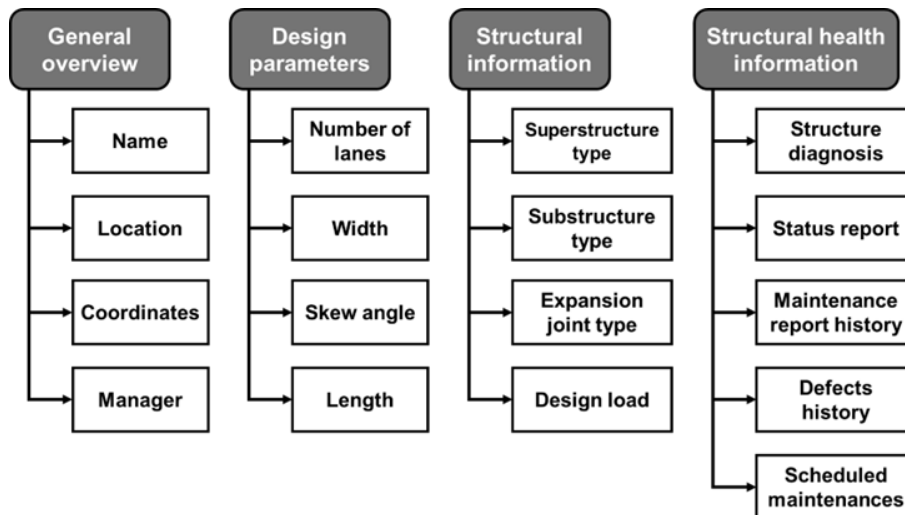 General
overview
Name
Location
Coordinates
Manager
Design
parameters
Number of
lanes
Width
Skew angle
Length
Structural
information
Superstructure
type
Substructure
type
Expansion
joint type
Design load
Structural health
information
Structure
diagnosis
Status report
Maintenance
report history
Defects
history
Scheduled
maintenances